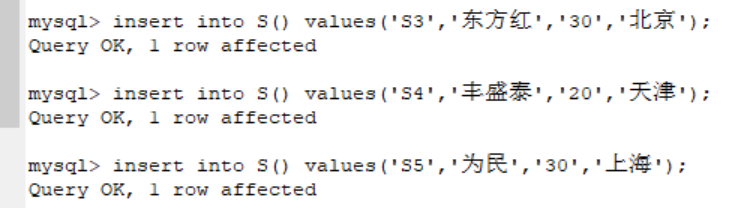 mysql> insert into S() values('S3','东方红','30','北京');
Query OK, 1 row affected
mysql> insert into S() values('S4','丰盛泰','20','天津');
Query OK, 1 row affected
mysql> insert into S() values('S5','为民','30','上海');
Query OK, 1 row affected